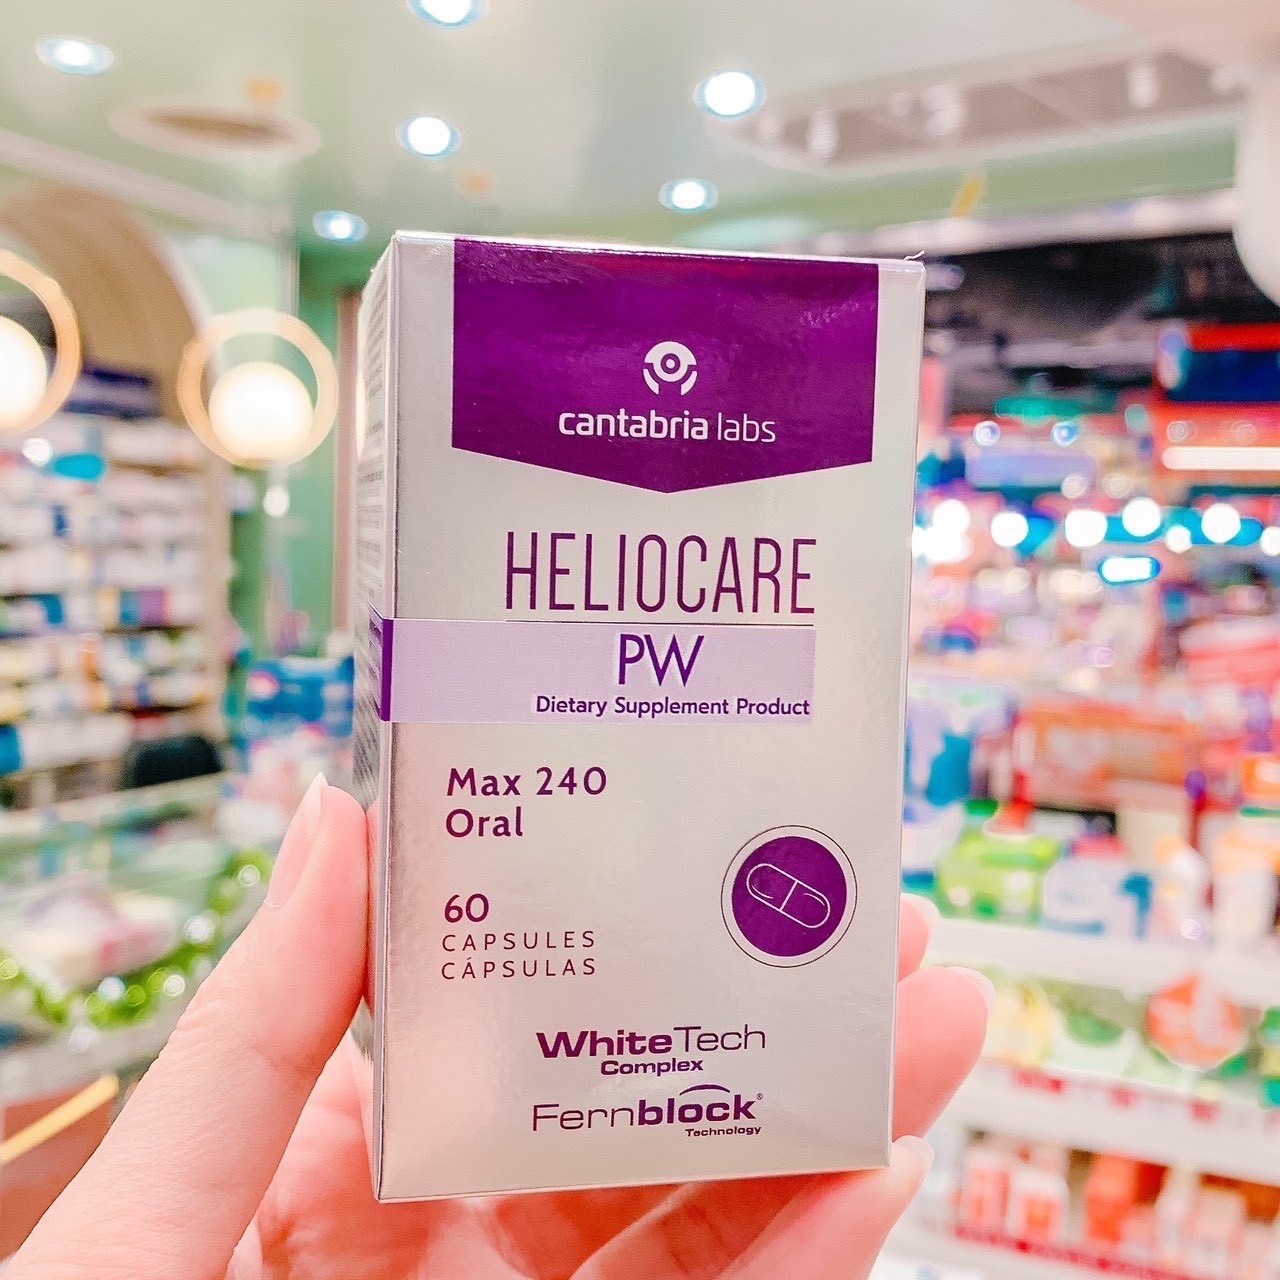 cantabria labs
HELIOCARE
PW
Dietary Supplement Product
Max 240
Oral
60
CAPSULES
CÁPSULAS
WhiteTech
Complex
Fernblock®
Technology